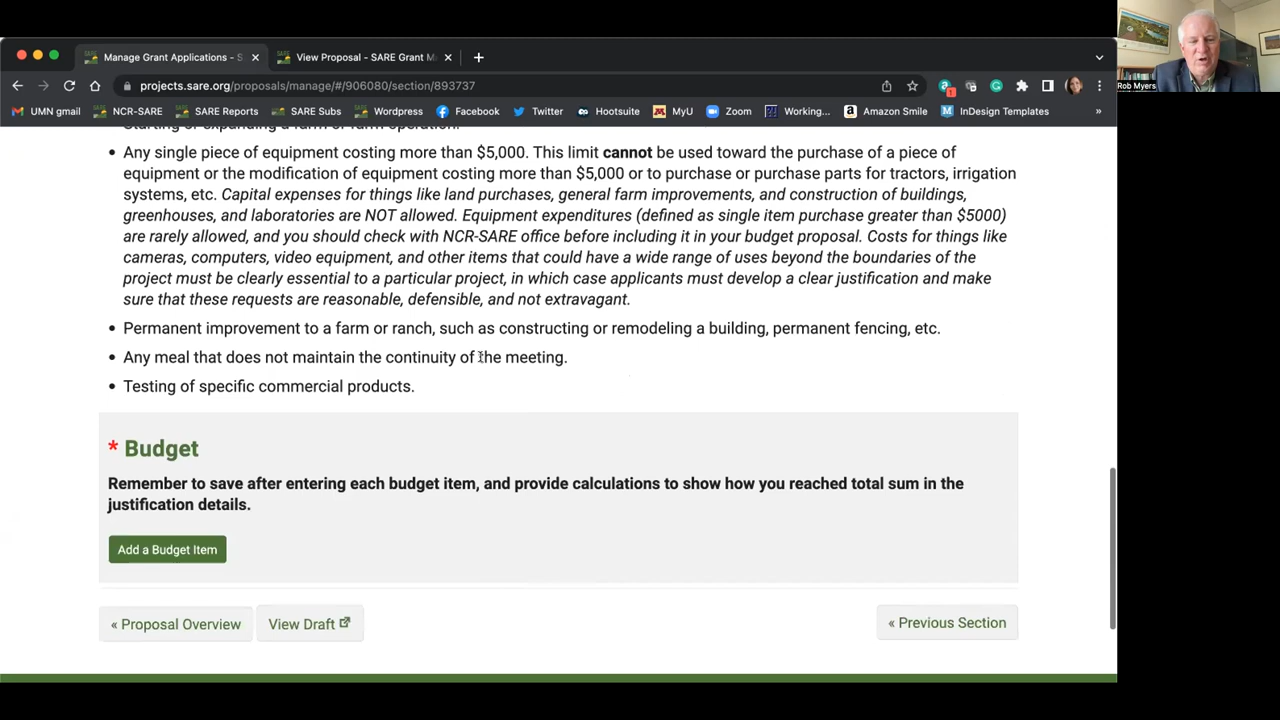 Manage Grant Applications - S
View Proposal - SARE Grant M
projects.sare.org/proposals/manage/#/906080/section/893737
UMN gmail NCR-SARE SARE Reports SARE Subs Wordpress Facebook Twitter Hootsuite MyU Zoom Working... Amazon Smile InDesign Templates »
Rob Myers
Starting or expanding a farm or farm operation.
• Any single piece of equipment costing more than $5,000. This limit cannot be used toward the purchase of a piece of
equipment or the modification of equipment costing more than $5,000 or to purchase or purchase parts for tractors, irrigation
systems, etc. Capital expenses for things like land purchases, general farm improvements, and construction of buildings,
greenhouses, and laboratories are NOT allowed. Equipment expenditures (defined as single item purchase greater than $5000)
are rarely allowed, and you should check with NCR-SARE office before including it in your budget proposal. Costs for things like
cameras, computers, video equipment, and other items that could have a wide range of uses beyond the boundaries of the
project must be clearly essential to a particular project, in which case applicants must develop a clear justification and make
sure that these requests are reasonable, defensible, and not extravagant.
• Permanent improvement to a farm or ranch, such as constructing or remodeling a building, permanent fencing, etc.
• Any meal that does not maintain the continuity of the meeting.
• Testing of specific commercial products.
* Budget
Remember to save after entering each budget item, and provide calculations to show how you reached total sum in the
justification details.
Add a Budget Item
« Proposal Overview
View Draft
« Previous Section